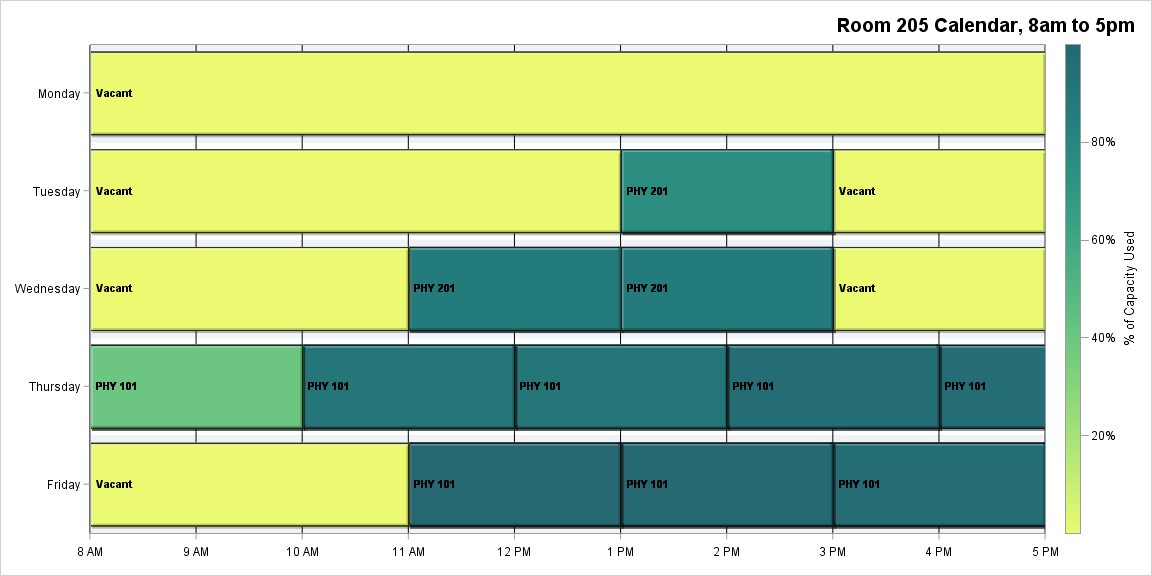 Room 205 Calendar, 8am to 5pm
Monday
Vacant
Tuesday
Vacant
PHY 201
Vacant
Wednesday
Vacant
PHY 201
PHY 201
Vacant
Thursday
PHY 101
PHY 101
PHY 101
PHY 101
PHY 101
Friday
Vacant
PHY 101
PHY 101
PHY 101
8 AM
9 AM
10 AM
11 AM
12 PM
1 PM
2 PM
3 PM
4 PM
5 PM
80%
60%
40%
20%
% of Capacity Used